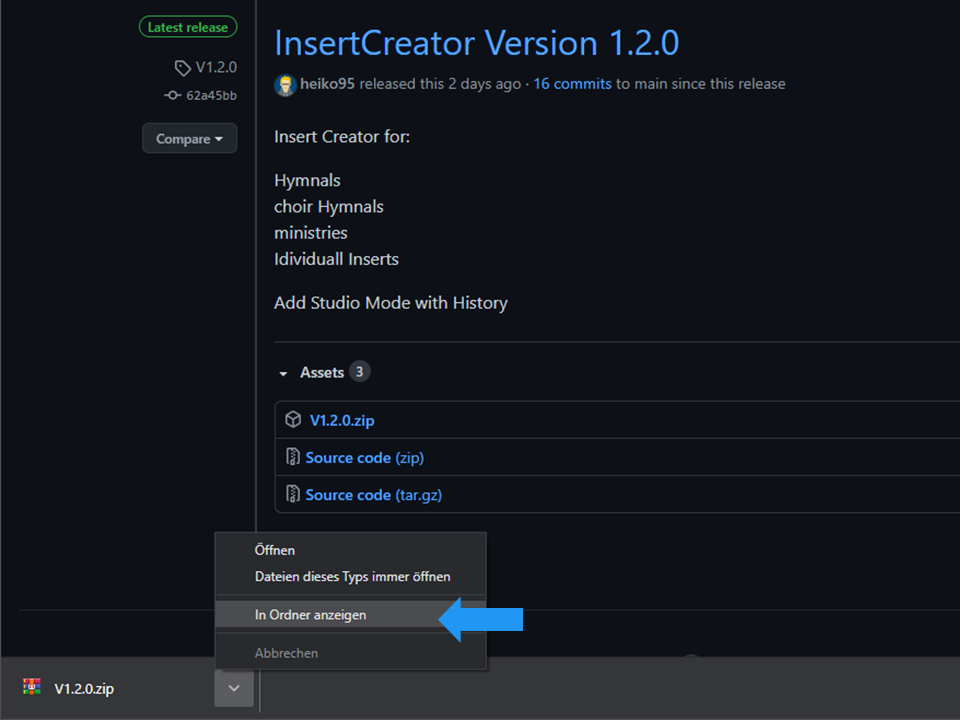 Latest release
V1.2.0
62a45bb
Compare
InsertCreator Version 1.2.0
heiko95 released this 2 days ago · 16 commits to main since this release
Insert Creator for:
Hymnals
choir Hymnals
ministries
Idividuall Inserts
Add Studio Mode with History
Assets 3
V1.2.0.zip
Source code (zip)
Source code (tar.gz)
Öffnen
Dateien dieses Typs immer öffnen
In Ordner anzeigen
Abbrechen
V1.2.0.zip